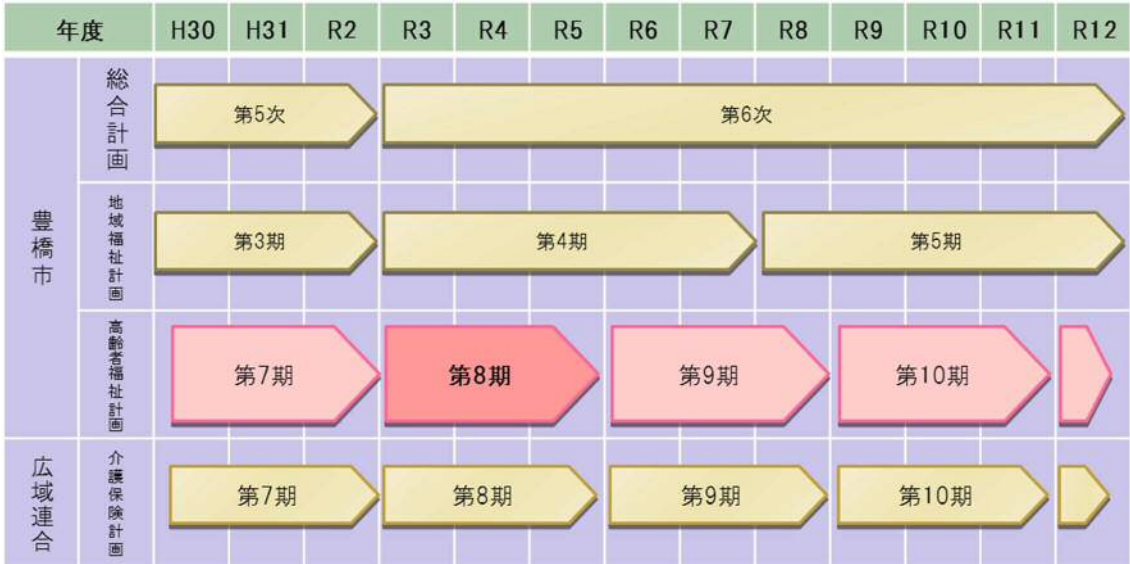 年度 H30 H31 R2 R3 R4 R5 R6 R7 R8 R9 R10 R11 R12
豊橋市
総合計画
第5次 第6次
地域福祉計画
第3期 第4期 第5期
高齢者福祉計画
第7期 第8期 第9期 第10期
広域連合
介護保険計画
第7期 第8期 第9期 第10期